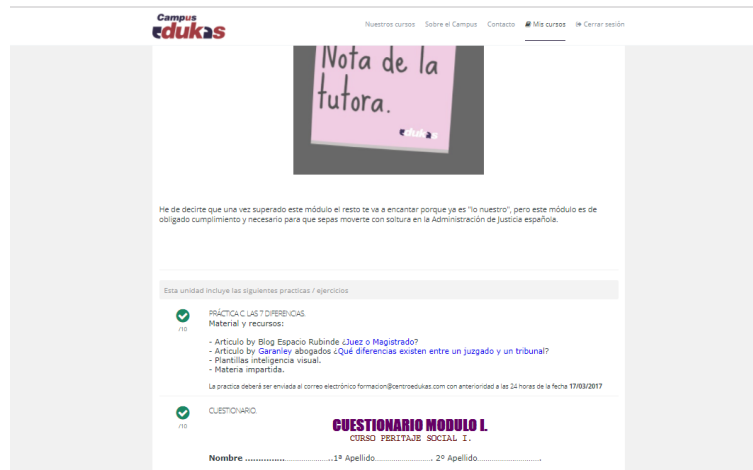 Campus
edukas
Nuestros cursos Sobre el Campus Contacto Mis cursos Cerrar sesión
Nota de la
tutora.
edukas
He de decirte que una vez superado este módulo el resto te va a encantar porque ya es "lo nuestro", pero este módulo es de
obligado cumplimiento y necesario para que sepas moverte con soltura en la Administración de Justicia española.
Esta unidad incluye las siguientes practicas / ejercicios
PRÁCTICA C. LAS 7 DIFERENCIAS.
/10
Material y recursos:
- Articulo by Blog Espacio Rubinde ¿Juez o Magistrado?
- Articulo by Garanley abogados ¿Qué diferencias existen entre un juzgado y un tribunal?
- Plantillas inteligencia visual.
- Materia impartida.
La practica deberá ser enviada al correo electrónico formacion@centroedukas.com con anterioridad a las 24 horas de la fecha 17/03/2017
CUESTIONARIO.
/10
CUESTIONARIO MODULO I.
CURSO PERITAJE SOCIAL I.
Nombre ..................................1ª Apellido....................., 2º Apellido.......................